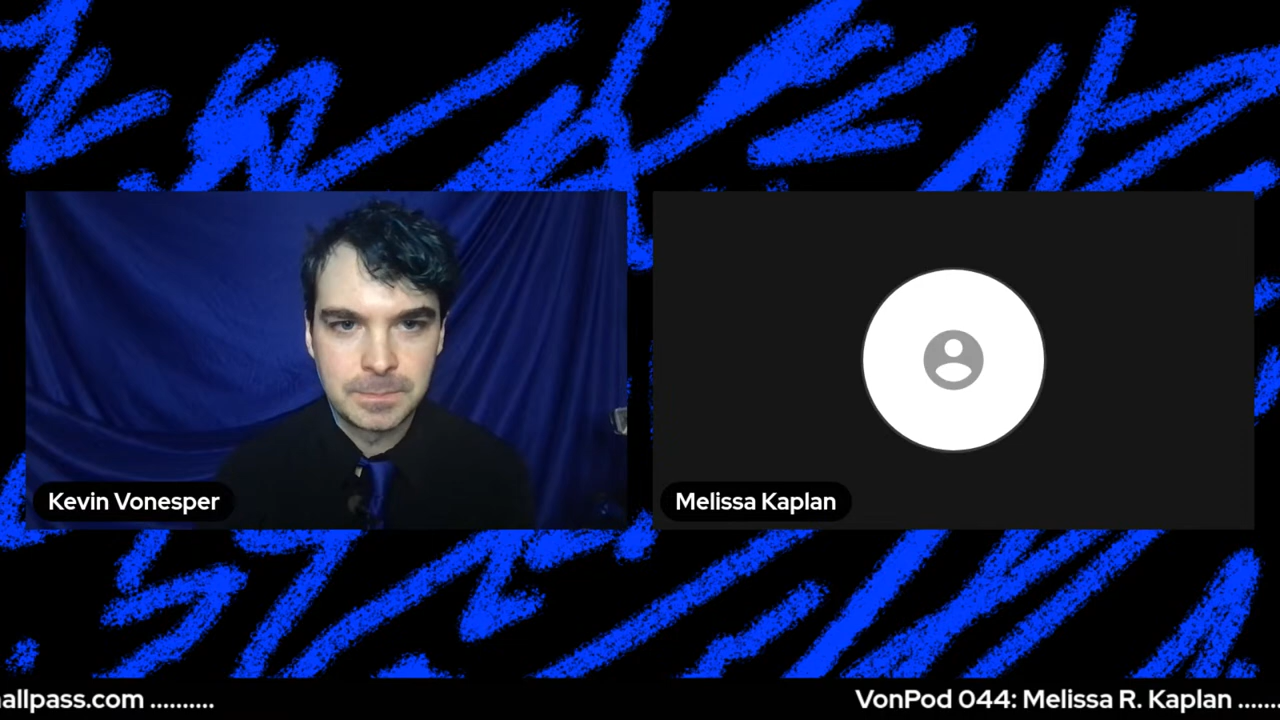 Kevin Vonesper
Melissa Kaplan
allpass.com .......... VonPod 044: Melissa R. Kaplan .......